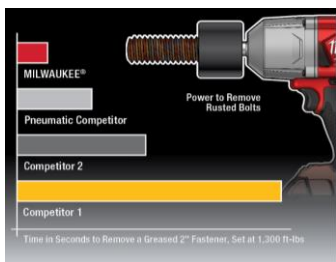 MILWAUKEE®
Power to Remove
Rusted Bolts
Pneumatic Competitor
Competitor 2
Competitor 1
Time in Seconds to Remove a Greased 2" Fastener, Set at 1,300 ft-lbs